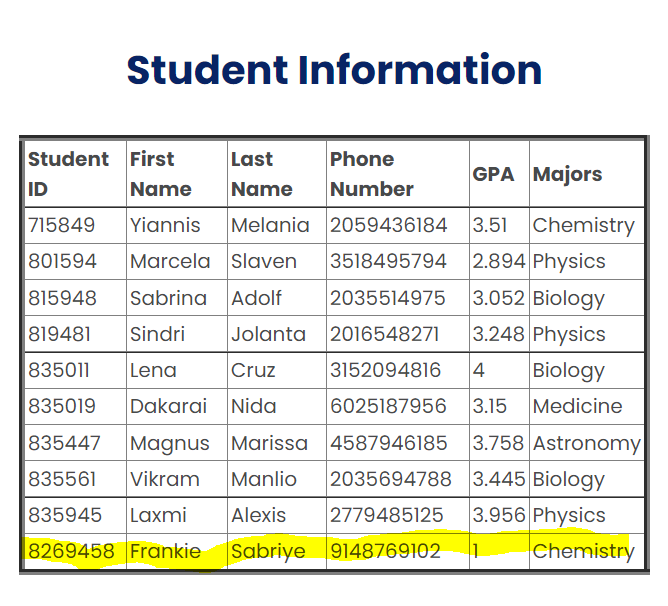 Student Information
Student ID First Name Last Name Phone Number GPA Majors
715849 Yiannis Melania 2059436184 3.51 Chemistry
801594 Marcela Slaven 3518495794 2.894 Physics
815948 Sabrina Adolf 2035514975 3.052 Biology
819481 Sindri Jolanta 2016548271 3.248 Physics
835011 Lena Cruz 3152094816 4 Biology
835019 Dakarai Nida 6025187956 3.15 Medicine
835447 Magnus Marissa 4587946185 3.758 Astronomy
835561 Vikram Manlio 2035694788 3.445 Biology
835945 Laxmi Alexis 2779485125 3.956 Physics
8269458 Frankie Sabriye 9148769102 1 Chemistry